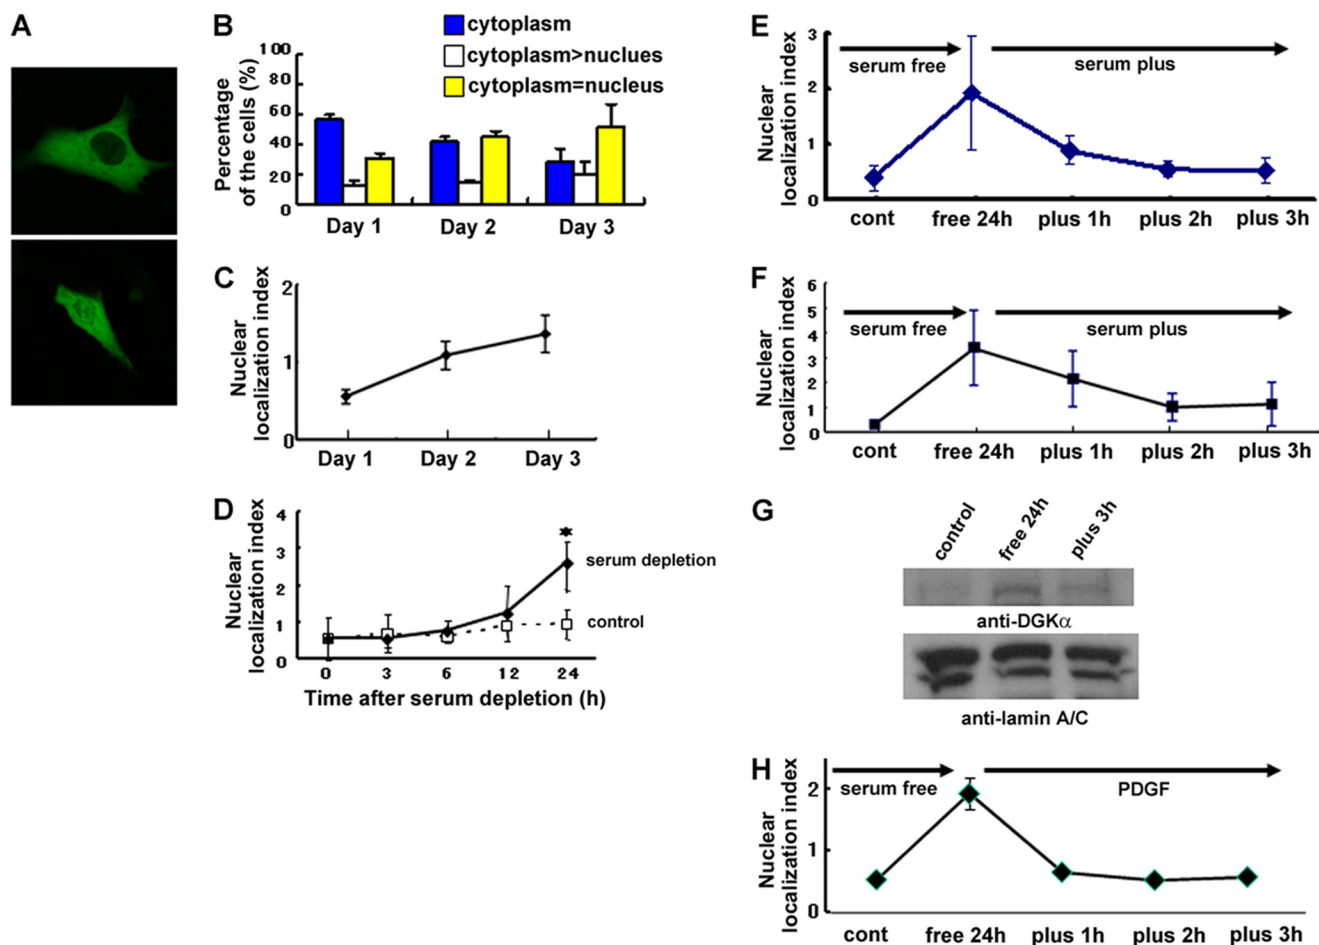 A
B
cytoplasm
cytoplasm>nuclues
cytoplasm=nucleus
Percentage
of the cells (%)
100
80
60
40
20
0
Day 1 Day 2 Day 3
C
Nuclear
localization index
2
1
0
Day 1 Day 2 Day 3
D
Nuclear
localization index
4
3
2
1
0
*
serum depletion
control
0 3 6 12 24
Time after serum depletion (h)
E
Nuclear
localization index
3
2
1
0
serum free serum plus
cont free 24h plus 1h plus 2h plus 3h
F
Nuclear
localization index
6
5
4
3
2
1
0
serum free serum plus
cont free 24h plus 1h plus 2h plus 3h
G
control free 24h plus 3h
anti-DGKα
anti-lamin A/C
H
Nuclear
localization index
2
1
0
serum free PDGF
cont free 24h plus 1h plus 2h plus 3h